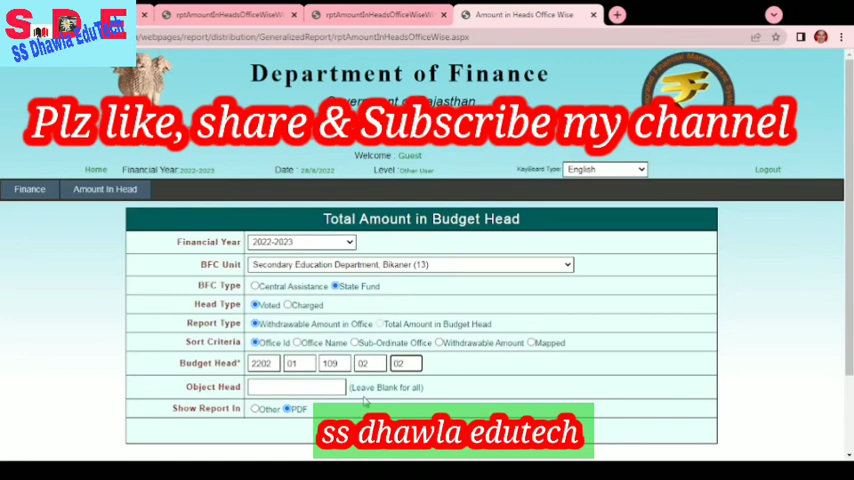 S D E
SS Dhawla EduTech
rptAmountInHeadsOfficeWiseWi
rptAmountInHeadsOfficeWiseW
Amount in Heads Office Wise
/webpages/report/distribution/GeneralizedReport/rptAmountInHeadsOfficeWise.aspx
Department of Finance
Plz like, share & Subscribe my channel
Welcome : Guest
Home Financial Year:2022-2023 Date : 28/8/2022 Level :Other User KeyBoard Type: English Logout
Finance Amount In Head
Total Amount in Budget Head
Financial Year 2022-2023
BFC Unit Secondary Education Department, Bikaner (13)
BFC Type Central Assistance State Fund
Head Type Voted Charged
Report Type Withdrawable Amount in Office Total Amount in Budget Head
Sort Criteria Office Id Office Name Sub-Ordinate Office Withdrawable Amount Mapped
Budget Head* 2202 01 109 02 02
Object Head (Leave Blank for all)
Show Report In Other PDF
ss dhawla edutech